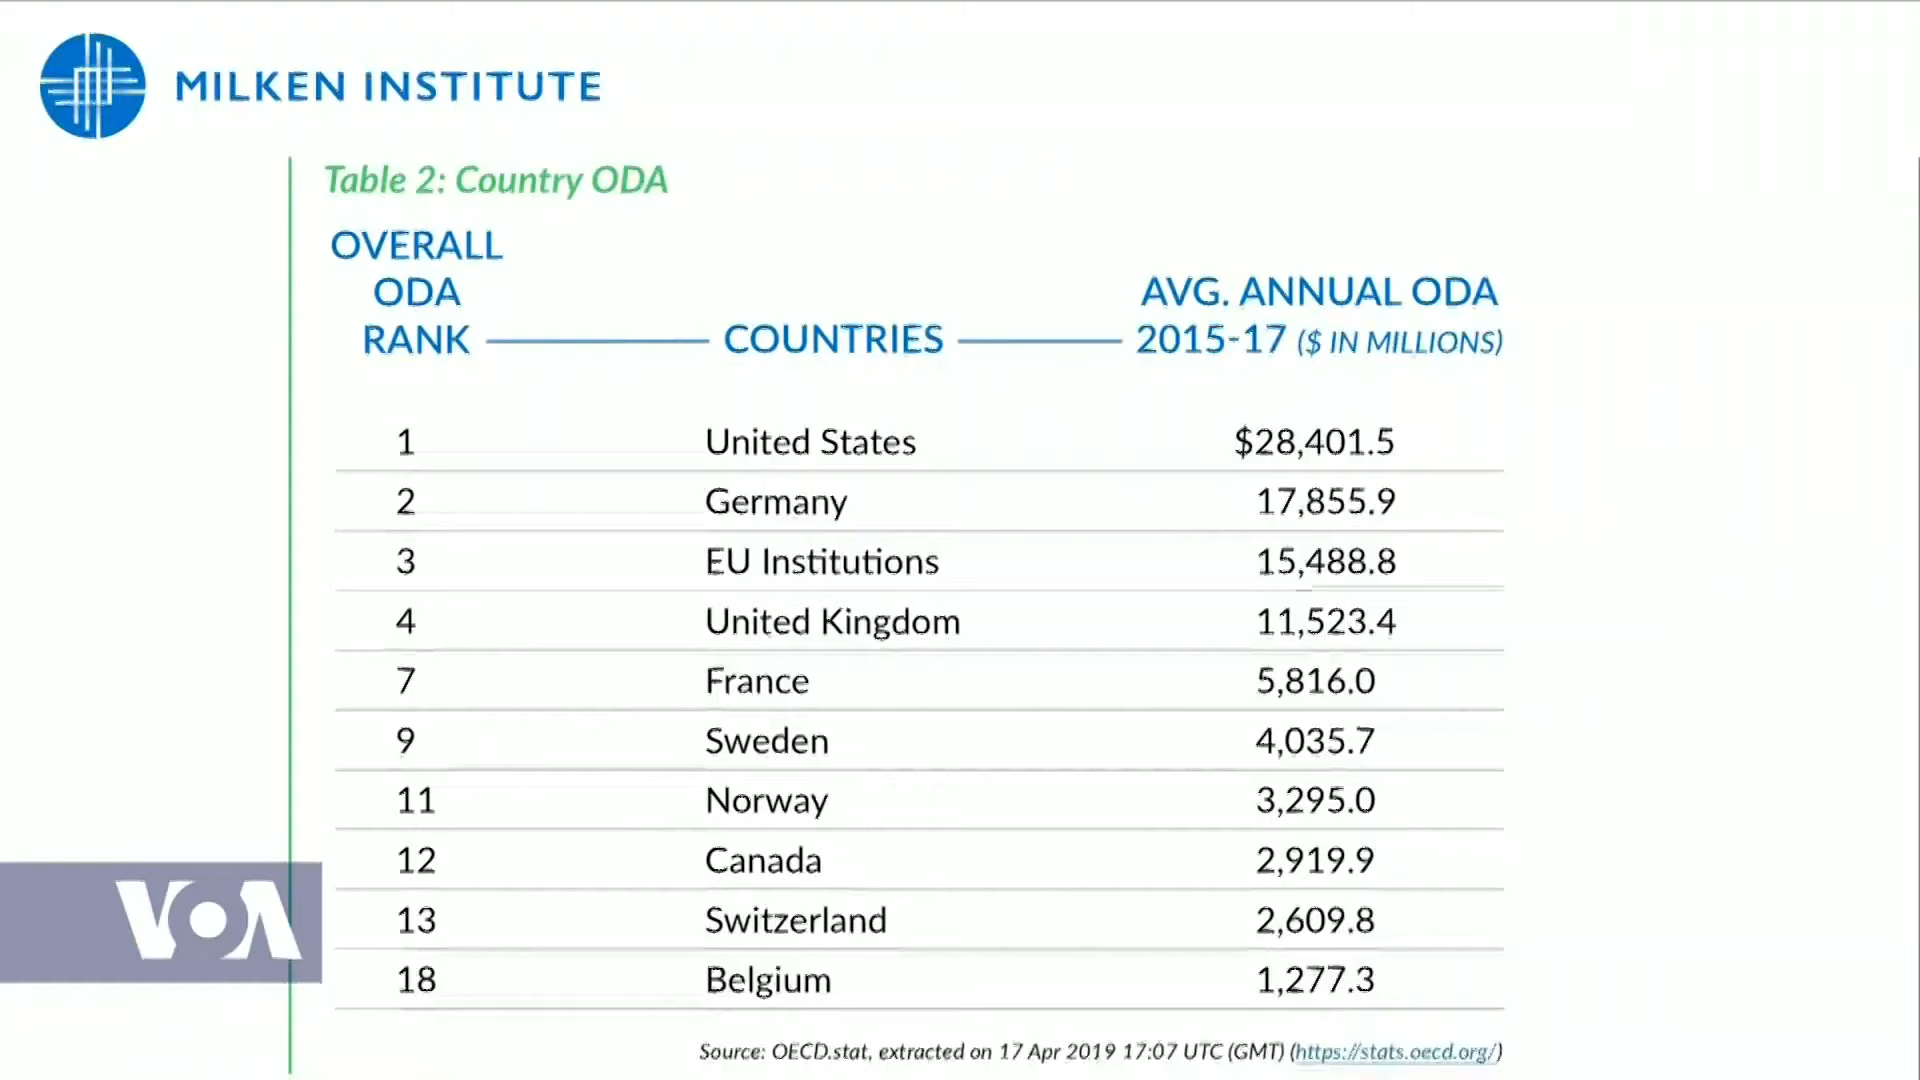 MILKEN INSTITUTE
Table 2: Country ODA
OVERALL
ODA
RANK
COUNTRIES
AVG. ANNUAL ODA
2015-17 ($ IN MILLIONS)
1 United States $28,401.5
2 Germany 17,855.9
3 EU Institutions 15,488.8
4 United Kingdom 11,523.4
7 France 5,816.0
9 Sweden 4,035.7
11 Norway 3,295.0
12 Canada 2,919.9
13 Switzerland 2,609.8
18 Belgium 1,277.3
VOA
Source: OECD.stat, extracted on 17 Apr 2019 17:07 UTC (GMT) (https://stats.oecd.org/)